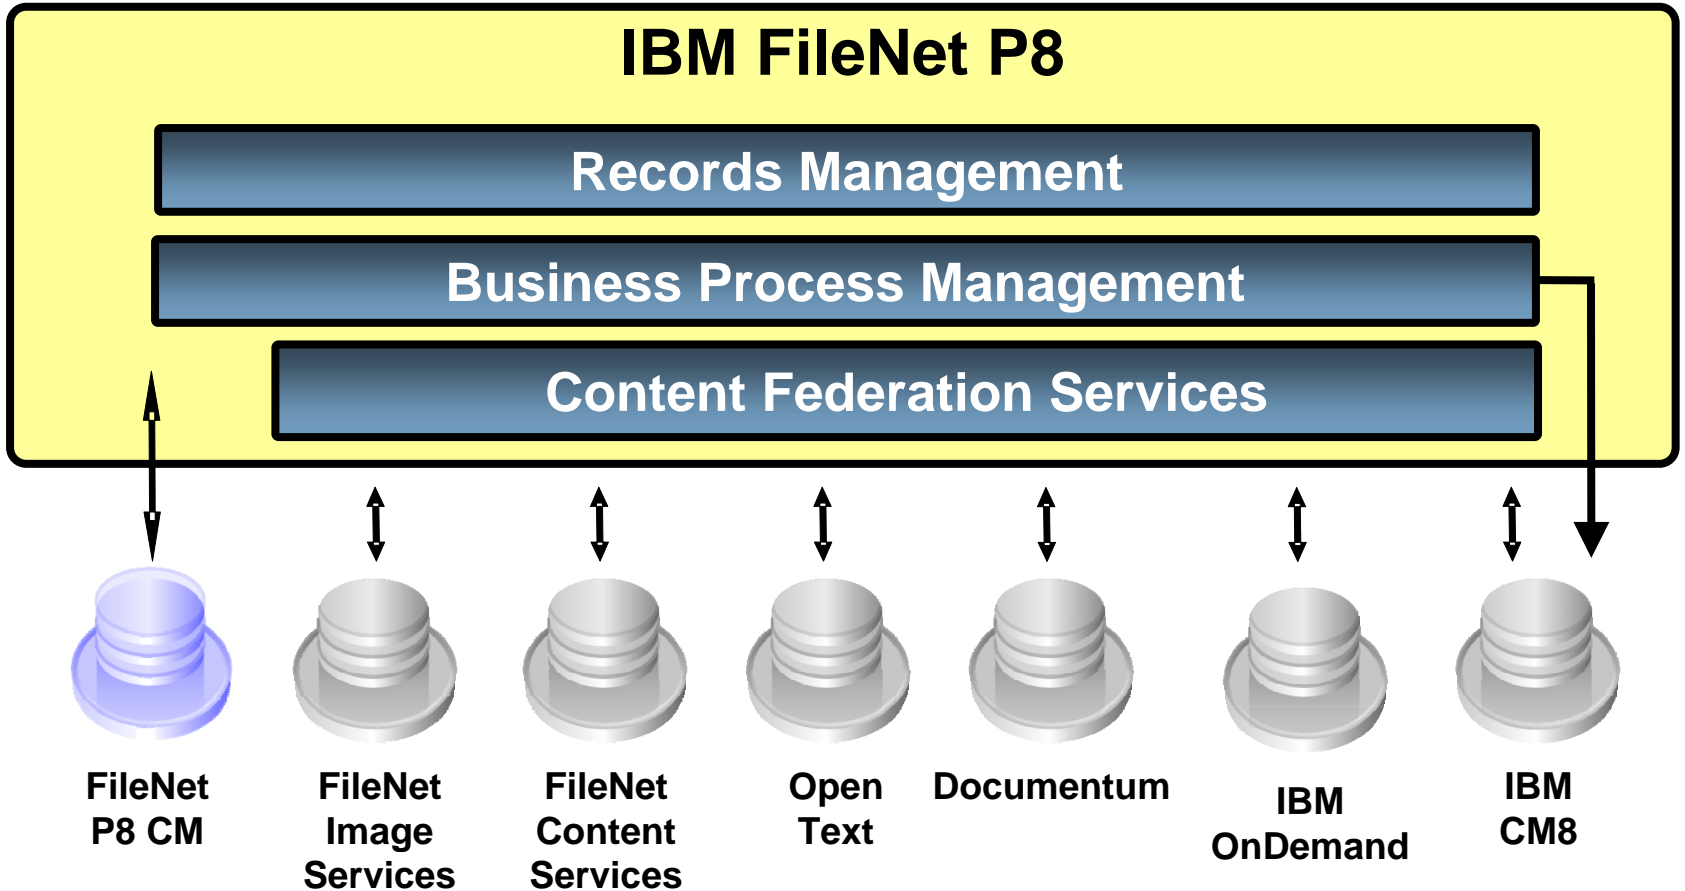 IBM FileNet P8
Records Management
Business Process Management
Content Federation Services
FileNet
P8 CM
FileNet
Image
Services
FileNet
Content
Services
Open
Text
Documentum
IBM
OnDemand
IBM
CM8